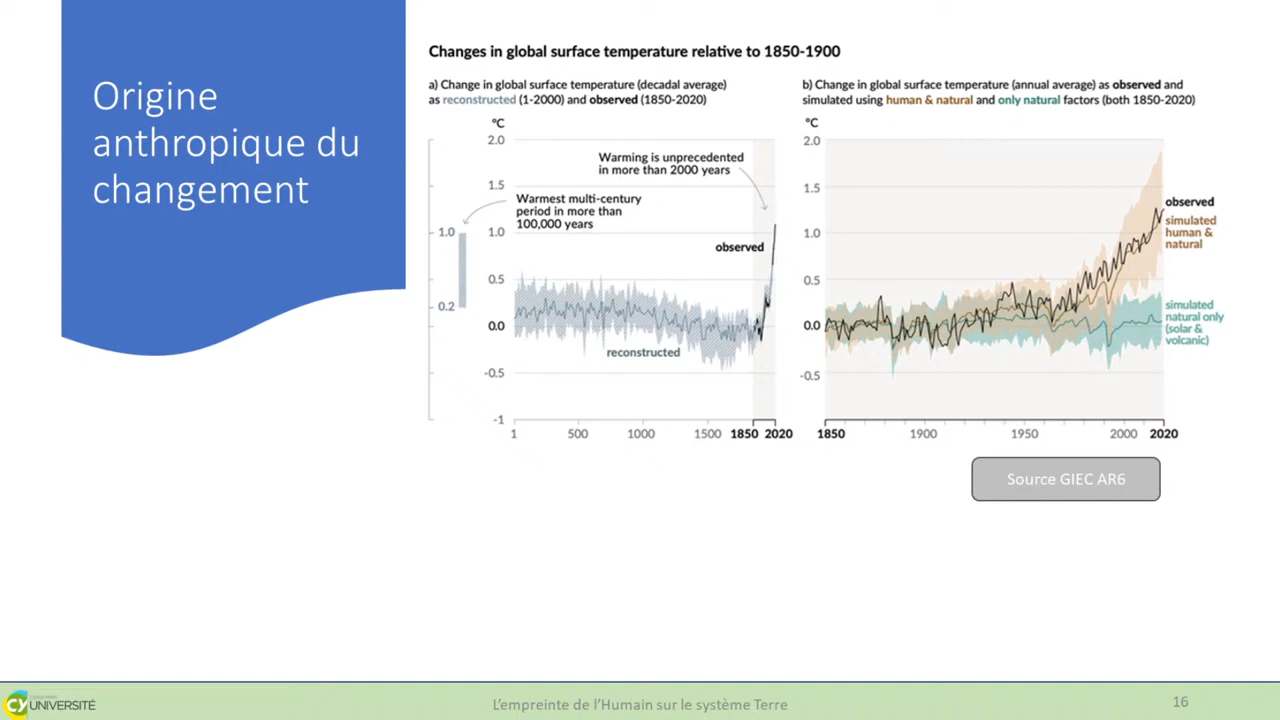 Origine
anthropique du
changement
Changes in global surface temperature relative to 1850-1900
a) Change in global surface temperature (decadal average)
as reconstructed (1-2000) and observed (1850-2020)
°C
2.0
1.5
1.0
0.5
0.0
-0.5
-1
1.0
0.2
Warming is unprecedented
in more than 2000 years
Warmest multi-century
period in more than
100,000 years
observed
reconstructed
1
500
1000
1500
1850
2020
b) Change in global surface temperature (annual average) as observed and
simulated using human & natural and only natural factors (both 1850-2020)
°C
2.0
1.5
1.0
0.5
0.0
-0.5
observed
simulated
human &
natural
simulated
natural only
(solar &
volcanic)
1850
1900
1950
2000
2020
Source GIEC AR6
CY UNIVERSITÉ
L'empreinte de l'Humain sur le système Terre
16